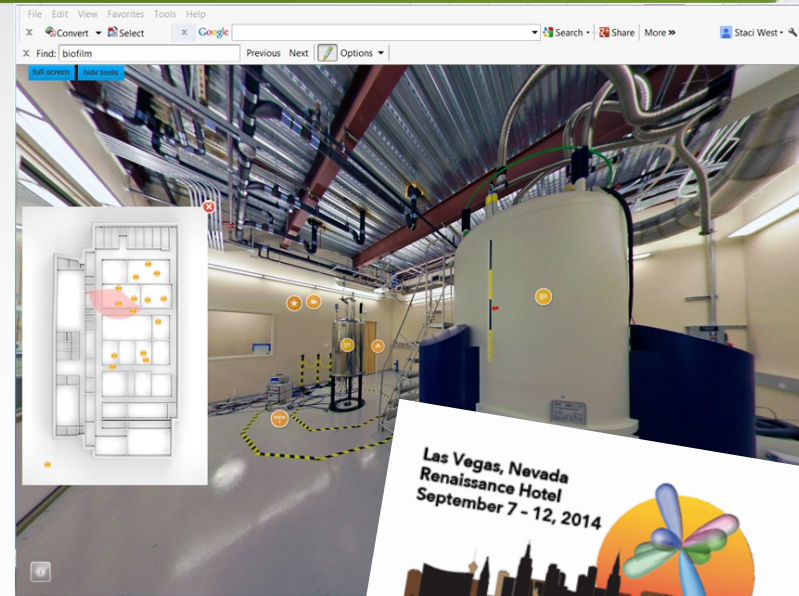 File Edit View Favorites Tools Help
x Convert Select x Google Search Share More » Staci West
x Find: biofilm Previous Next Options
full screen hide tools
Las Vegas, Nevada
Renaissance Hotel
September 7 - 12, 2014